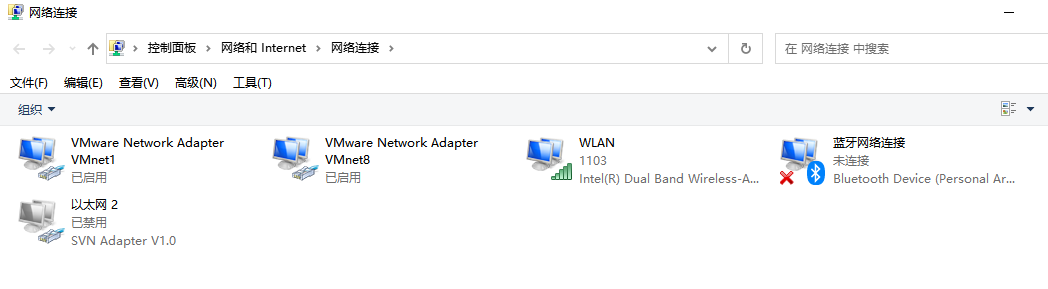 网络连接
控制面板 网络和 Internet 网络连接
在 网络连接 中搜索
文件(F) 编辑(E) 查看(V) 高级(N) 工具(T)
组织
VMware Network Adapter
VMnet1
已启用
VMware Network Adapter
VMnet8
已启用
WLAN
1103
Intel(R) Dual Band Wireless-A...
蓝牙网络连接
未连接
Bluetooth Device (Personal Ar...
以太网 2
已禁用
SVN Adapter V1.0